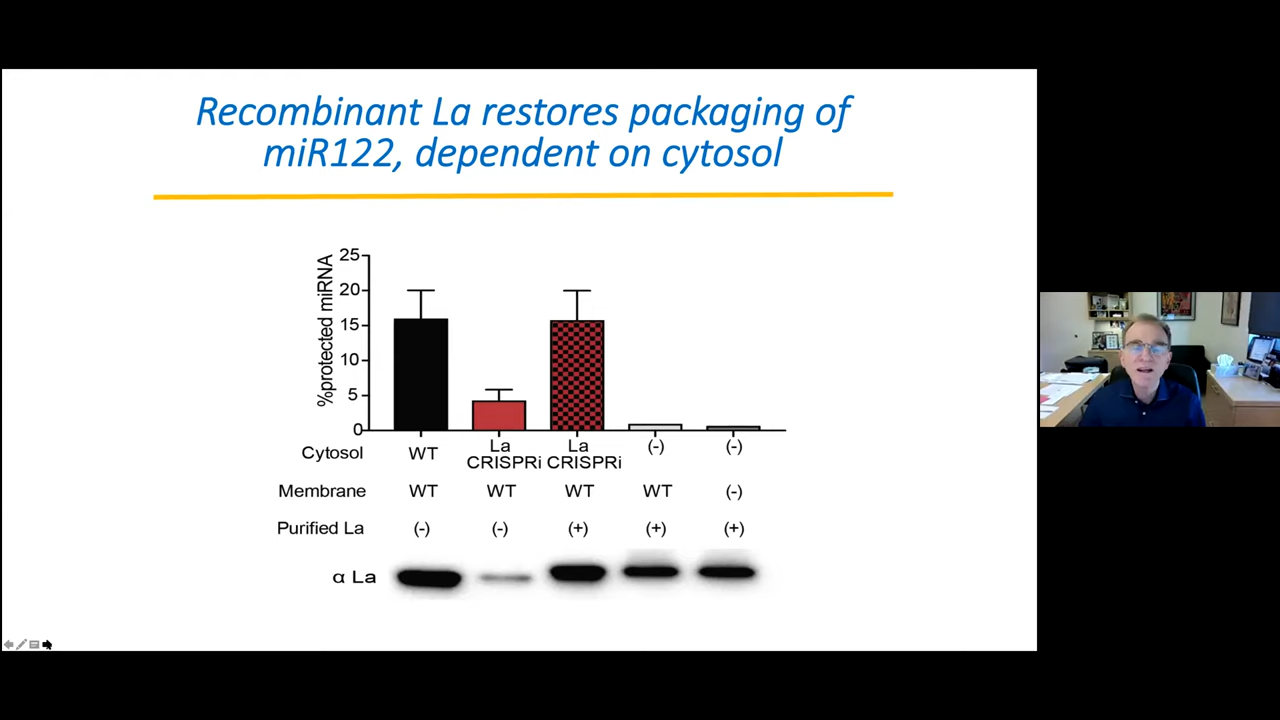 Recombinant La restores packaging of
miR122, dependent on cytosol
%protected miRNA
25
20
15
10
5
0
Cytosol WT La CRISPRi La CRISPRi (-) (-)
Membrane WT WT WT WT (-)
Purified La (-) (-) (+) (+) (+)
α La